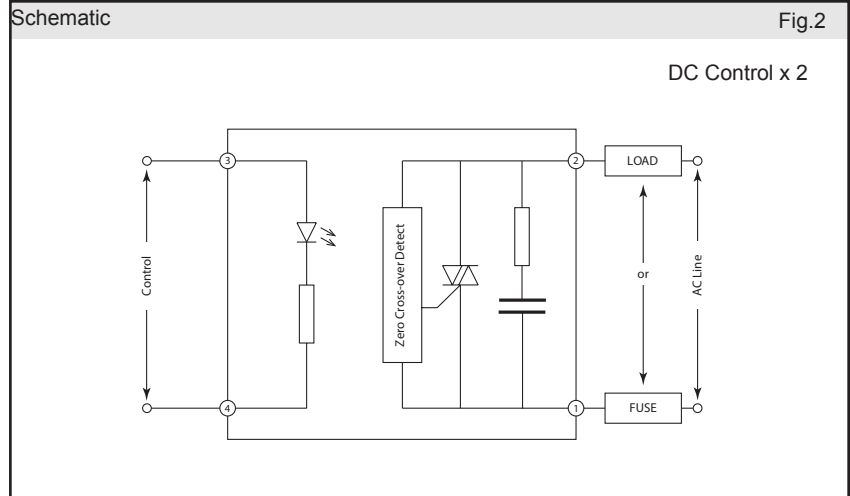 Schematic
Fig.2
DC Control x 2
3
2
LOAD
Control
Zero Cross-over Detect
or
AC Line
4
1
FUSE